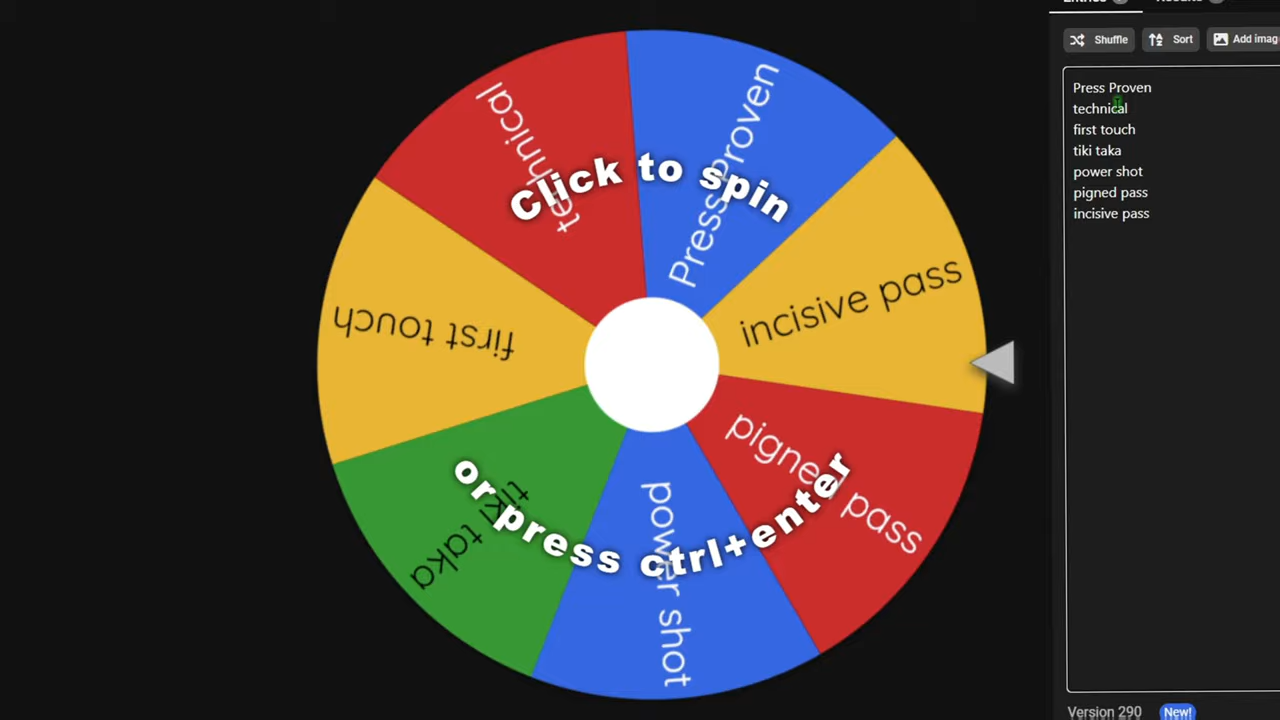 Shuffle
Sort
Press Proven
technical
first touch
tiki taka
power shot
pigned pass
incisive pass
Version 290
New!
Click to spin
or press ctrl+enter
technical
Press Proven
incisive pass
pigned pass
power shot
tiki taka
first touch